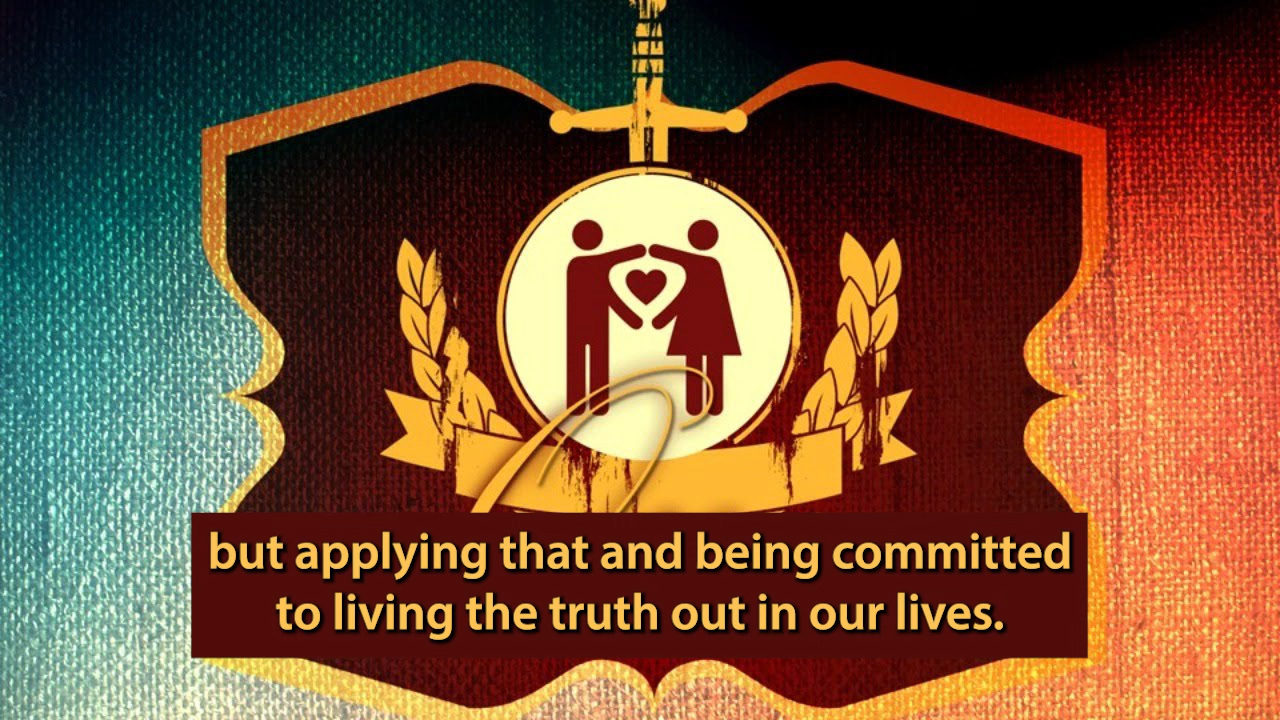 but applying that and being committed
to living the truth out in our lives.